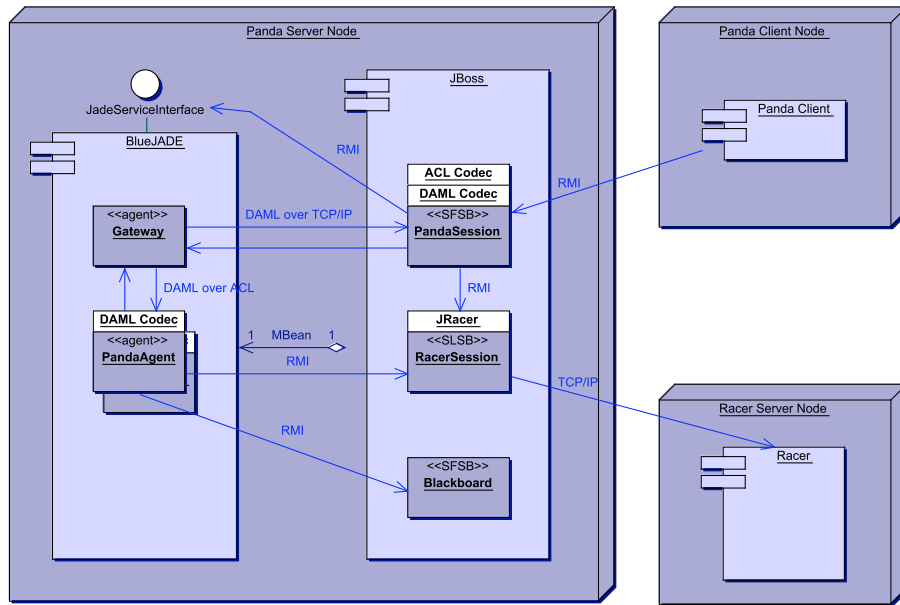 Panda Server Node
Panda Client Node
JBoss
Panda Client
JadeServiceInterface
BlueJADE
RMI
ACL Codec
DAML Codec
<<SFSB>>
PandaSession
RMI
<<agent>>
Gateway
DAML over TCP/IP
DAML over ACL
RMI
DAML Codec
<<agent>>
PandaAgent
1 MBean 1
RMI
JRacer
<<SLSB>>
RacerSession
TCP/IP
RMI
<<SFSB>>
Blackboard
Racer Server Node
Racer